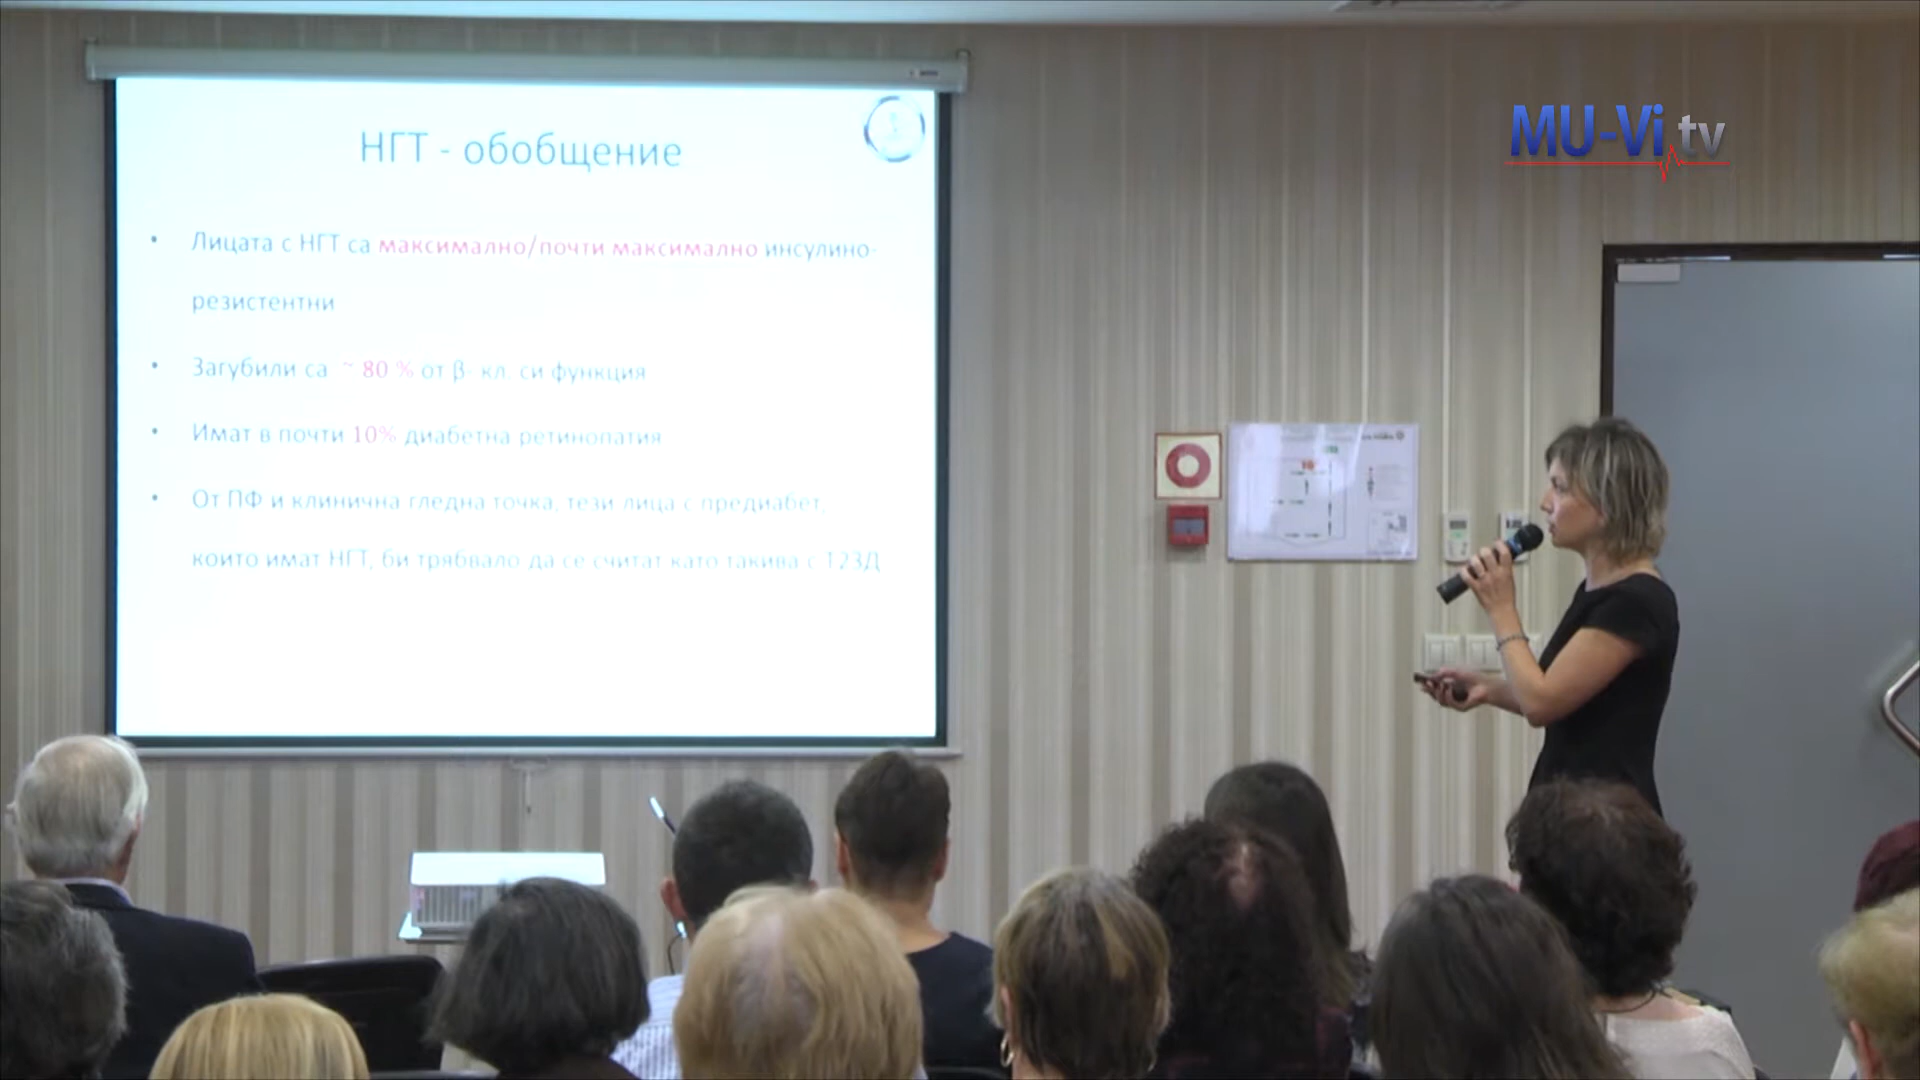 НГТ - обобщение
MU-Vi.tv
• Лицата с НГТ са максимално/почти максимално инсулино-
резистентни
• Загубили са ~ 80 % от β- кл. си функция
• Имат в почти 10% диабетна ретинопатия
• От ПФ и клинична гледна точка, тези лица с предиабет,
които имат НГТ, би трябвало да се считат като такива с Т2ЗД